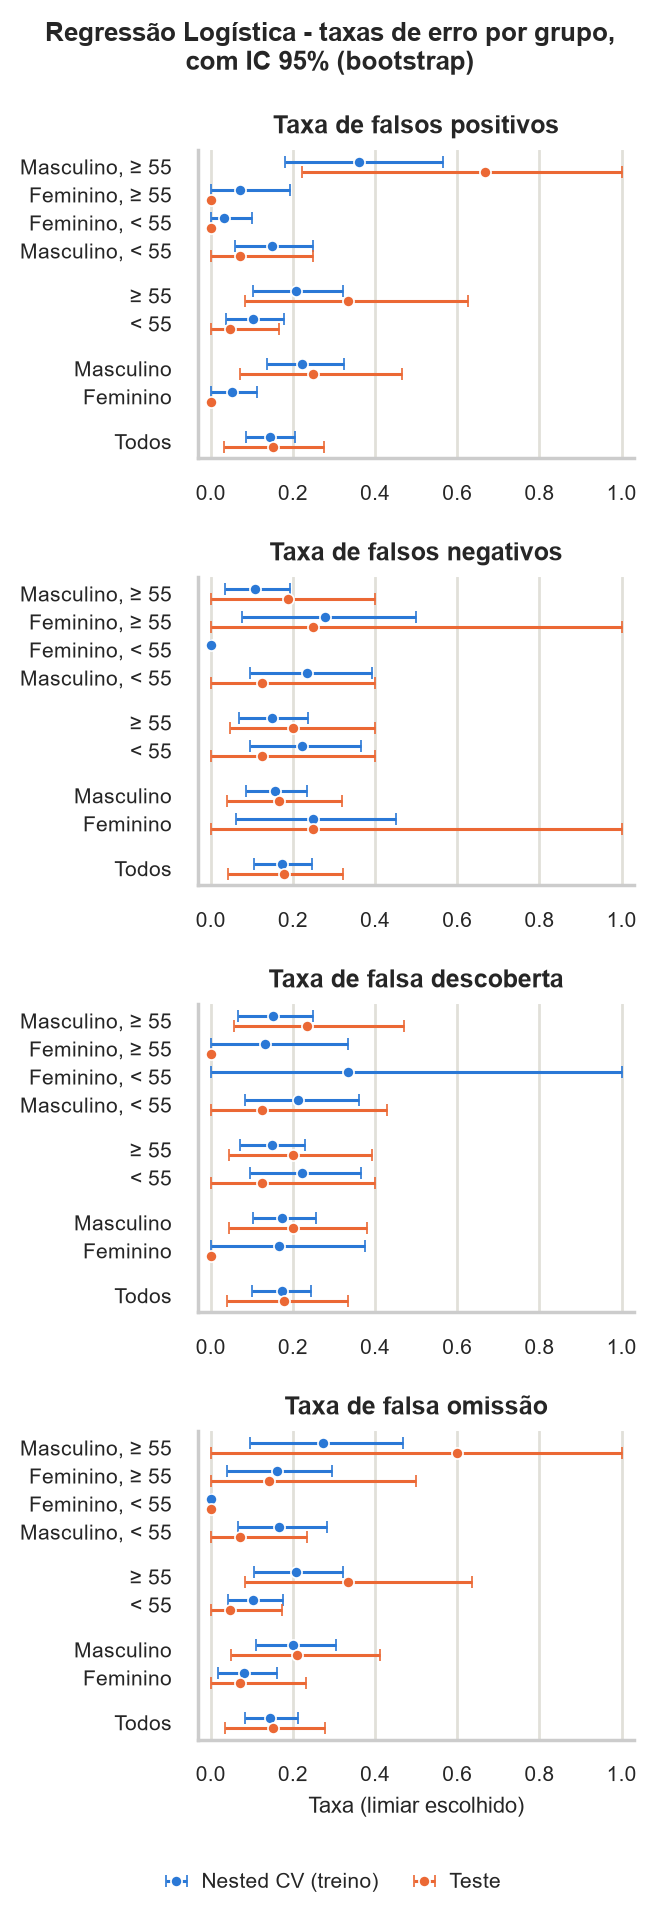 Regressão Logística - taxas de erro por grupo,
com IC 95% (bootstrap)
Taxa de falsos positivos
Masculino, ≥ 55
Feminino, ≥ 55
Feminino, < 55
Masculino, < 55
≥ 55
< 55
Masculino
Feminino
Todos
0.0 0.2 0.4 0.6 0.8 1.0
Taxa de falsos negativos
Masculino, ≥ 55
Feminino, ≥ 55
Feminino, < 55
Masculino, < 55
≥ 55
< 55
Masculino
Feminino
Todos
0.0 0.2 0.4 0.6 0.8 1.0
Taxa de falsa descoberta
Masculino, ≥ 55
Feminino, ≥ 55
Feminino, < 55
Masculino, < 55
≥ 55
< 55
Masculino
Feminino
Todos
0.0 0.2 0.4 0.6 0.8 1.0
Taxa de falsa omissão
Masculino, ≥ 55
Feminino, ≥ 55
Feminino, < 55
Masculino, < 55
≥ 55
< 55
Masculino
Feminino
Todos
0.0 0.2 0.4 0.6 0.8 1.0
Taxa (limiar escolhido)
Nested CV (treino) Teste